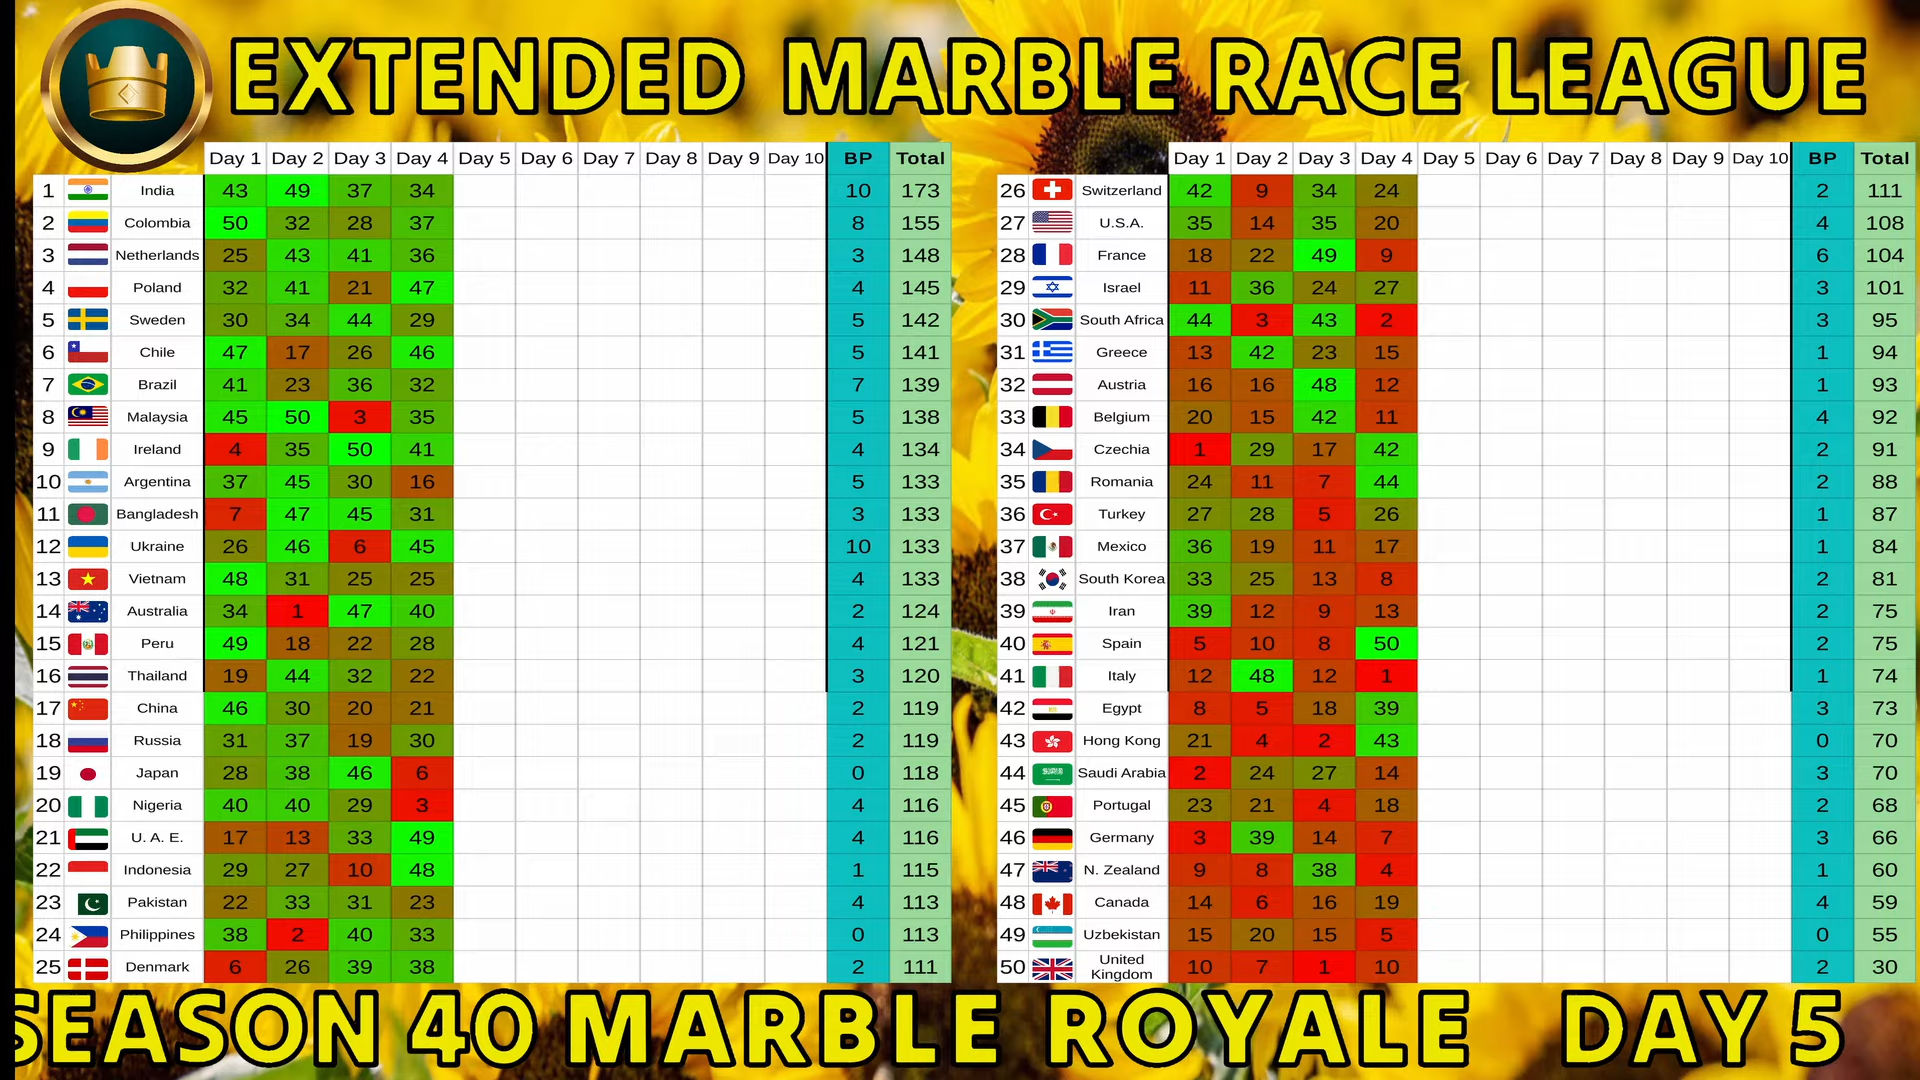 EXTENDED MARBLE RACE LEAGUE
Day 1 Day 2 Day 3 Day 4 Day 5 Day 6 Day 7 Day 8 Day 9 Day 10 BP Total
1 India 43 49 37 34 10 173
2 Colombia 50 32 28 37 8 155
3 Netherlands 25 43 41 36 3 148
4 Poland 32 41 21 47 4 145
5 Sweden 30 34 44 29 5 142
6 Chile 47 17 26 46 5 141
7 Brazil 41 23 36 32 7 139
8 Malaysia 45 50 3 35 5 138
9 Ireland 4 35 50 41 4 134
10 Argentina 37 45 30 16 5 133
11 Bangladesh 7 47 45 31 3 133
12 Ukraine 26 46 6 45 10 133
13 Vietnam 48 31 25 25 4 133
14 Australia 34 1 47 40 2 124
15 Peru 49 18 22 28 4 121
16 Thailand 19 44 32 22 3 120
17 China 46 30 20 21 2 119
18 Russia 31 37 19 30 2 119
19 Japan 28 38 46 6 0 118
20 Nigeria 40 40 29 3 4 116
21 U. A. E. 17 13 33 49 4 116
22 Indonesia 29 27 10 48 1 115
23 Pakistan 22 33 31 23 4 113
24 Philippines 38 2 40 33 0 113
25 Denmark 6 26 39 38 2 111
Day 1 Day 2 Day 3 Day 4 Day 5 Day 6 Day 7 Day 8 Day 9 Day 10 BP Total
26 Switzerland 42 9 34 24 2 111
27 U.S.A. 35 14 35 20 4 108
28 France 18 22 49 9 6 104
29 Israel 11 36 24 27 3 101
30 South Africa 44 3 43 2 3 95
31 Greece 13 42 23 15 1 94
32 Austria 16 16 48 12 1 93
33 Belgium 20 15 42 11 4 92
34 Czechia 1 29 17 42 2 91
35 Romania 24 11 7 44 2 88
36 Turkey 27 28 5 26 1 87
37 Mexico 36 19 11 17 1 84
38 South Korea 33 25 13 8 2 81
39 Iran 39 12 9 13 2 75
40 Spain 5 10 8 50 2 75
41 Italy 12 48 12 1 1 74
42 Egypt 8 5 18 39 3 73
43 Hong Kong 21 4 2 43 0 70
44 Saudi Arabia 2 24 27 14 3 70
45 Portugal 23 21 4 18 2 68
46 Germany 3 39 14 7 3 66
47 N. Zealand 9 8 38 4 1 60
48 Canada 14 6 16 19 4 59
49 Uzbekistan 15 20 15 5 0 55
50 United Kingdom 10 7 1 10 2 30
SEASON 40 MARBLE ROYALE DAY 5